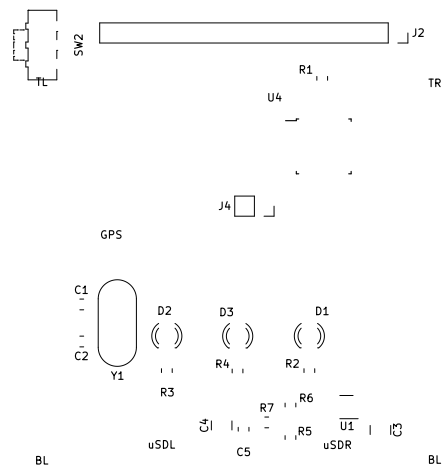 J2
SW2
R1
TL
TR
U4
J4
GPS
C1
D2
D3
D1
C2
Y1
R4
R2
R3
R6
R7
C4
U1
C3
R5
uSDL
uSDR
C5
BL
BL